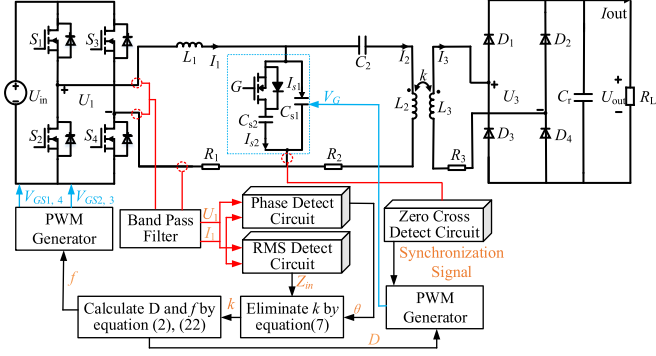 S1
S3
Uin
+
U1
−
S2
S4
L1
I1
G
Is1
Cs1
Cs2
Is2
VG
C2
I2
I3
k
L2
L3
R1
R2
R3
D1
D2
+
U3
−
D3
D4
Cr
Iout
+
Uout
−
RL
VGS1, 4
VGS2, 3
PWM
Generator
Band Pass
Filter
U1
I1
Phase Detect
Circuit
RMS Detect
Circuit
Zero Cross
Detect Circuit
Synchronization
Signal
f
Zin
Calculate D and f by
equation (2), (22)
k
Eliminate k by
equation(7)
θ
PWM
Generator
D